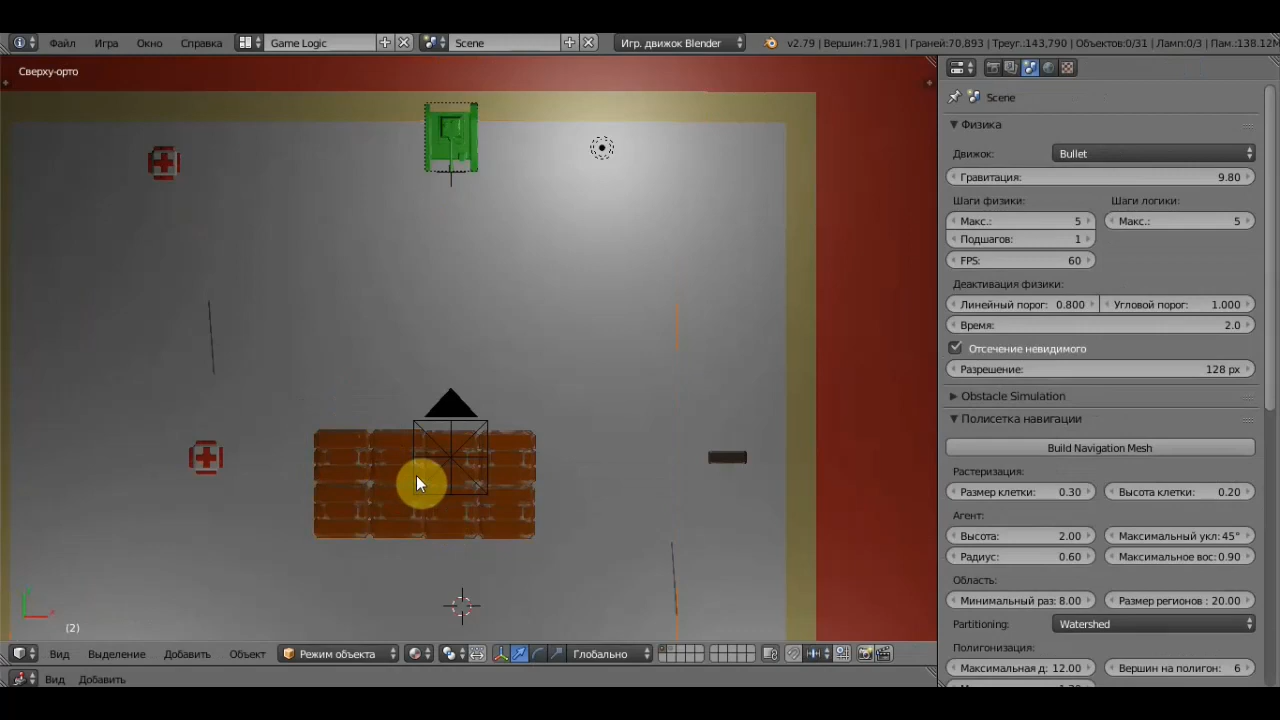 Файл Игра Окно Справка Game Logic Scene Игр. движок Blender v2.79 | Вершин:71,981 | Граней:70,893 | Треуг.:143,790 | Объектов:0/31 | Ламп:0/3 | Пам.:138.12M
Сверху-орто
Scene
Физика
Движок: Bullet
Гравитация: 9.80
Шаги физики: Шаги логики:
Макс.: 5 Макс.: 5
Подшагов: 1
FPS: 60
Деактивация физики:
Линейный порог: 0.800 Угловой порог: 1.000
Время: 2.0
Отсечение невидимого
Разрешение: 128 px
Obstacle Simulation
Полисетка навигации
Build Navigation Mesh
Растеризация:
Размер клетки: 0.30 Высота клетки: 0.20
Агент:
Высота: 2.00 Максимальный укл: 45°
Радиус: 0.60 Максимальное вос: 0.90
Область:
Минимальный раз: 8.00 Размер регионов : 20.00
Partitioning: Watershed
Полигонизация:
Максимальная д: 12.00 Вершин на полигон: 6
(2)
Вид Выделение Добавить Объект Режим объекта Глобально
Вид Добавить